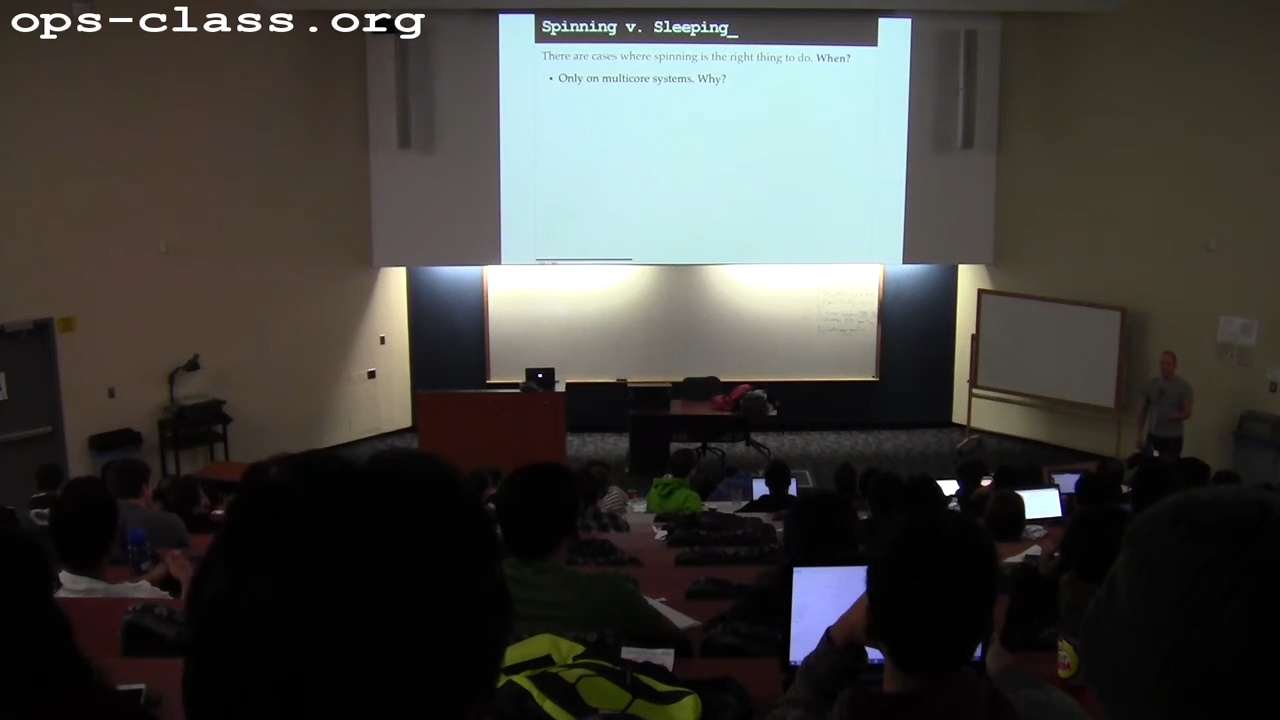 ops-class.org
Spinning v. Sleeping_
There are cases where spinning is the right thing to do. When?
• Only on multicore systems. Why?